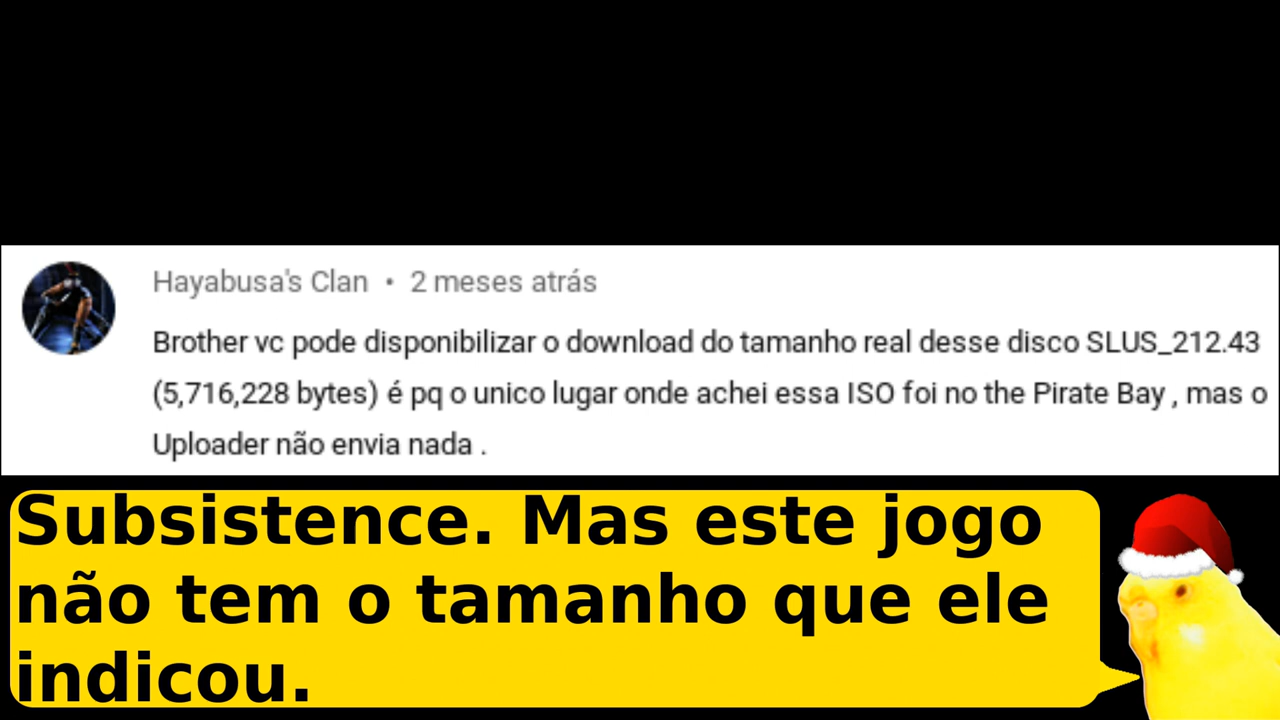 Hayabusa's Clan • 2 meses atrás
Brother vc pode disponibilizar o download do tamanho real desse disco SLUS_212.43
(5,716,228 bytes) é pq o unico lugar onde achei essa ISO foi no the Pirate Bay , mas o
Uploader não envia nada .
Subsistence. Mas este jogo
não tem o tamanho que ele
indicou.